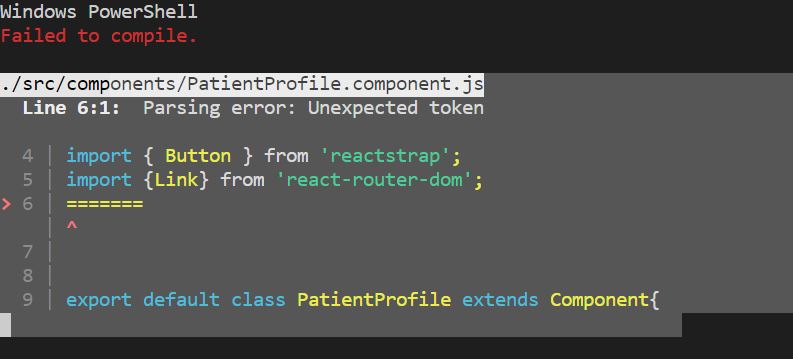 Windows PowerShell
Failed to compile.
./src/components/PatientProfile.component.js
Line 6:1:  Parsing error: Unexpected token
4 | import { Button } from 'reactstrap';
5 | import {Link} from 'react-router-dom';
> 6 | =======
| ^
7 |
8 |
9 | export default class PatientProfile extends Component{